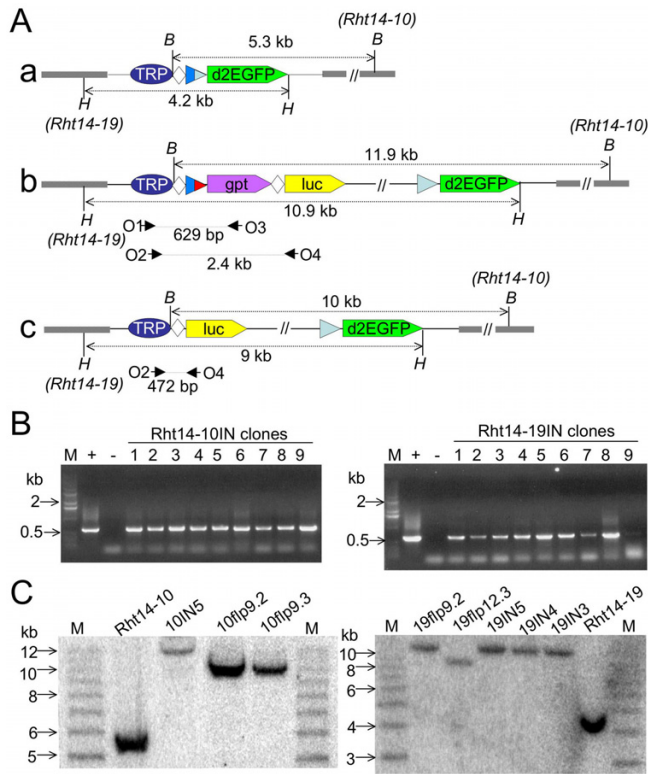 A
(Rht14-10)
B
5.3 kb
a
TRP
d2EGFP
4.2 kb
H
H
(Rht14-19)
(Rht14-10)
B
B
11.9 kb
b
TRP
gpt
luc
//
d2EGFP
//
10.9 kb
H
H
(Rht14-19)
O1
O3
629 bp
O2
O4
2.4 kb
(Rht14-10)
B
B
10 kb
c
TRP
luc
//
d2EGFP
//
9 kb
H
H
(Rht14-19)
O2
O4
472 bp
B
Rht14-10IN clones
M + - 1 2 3 4 5 6 7 8 9
kb
2
0.5
Rht14-19IN clones
M + - 1 2 3 4 5 6 7 8 9
kb
2
0.5
C
M Rht14-10 10IN5 10flp9.2 10flp9.3 M
kb
12
10
8
6
5
M 19flp9.2 19flp12.3 19IN5 19IN4 19IN3 Rht14-19 M
kb
10
8
6
4
3